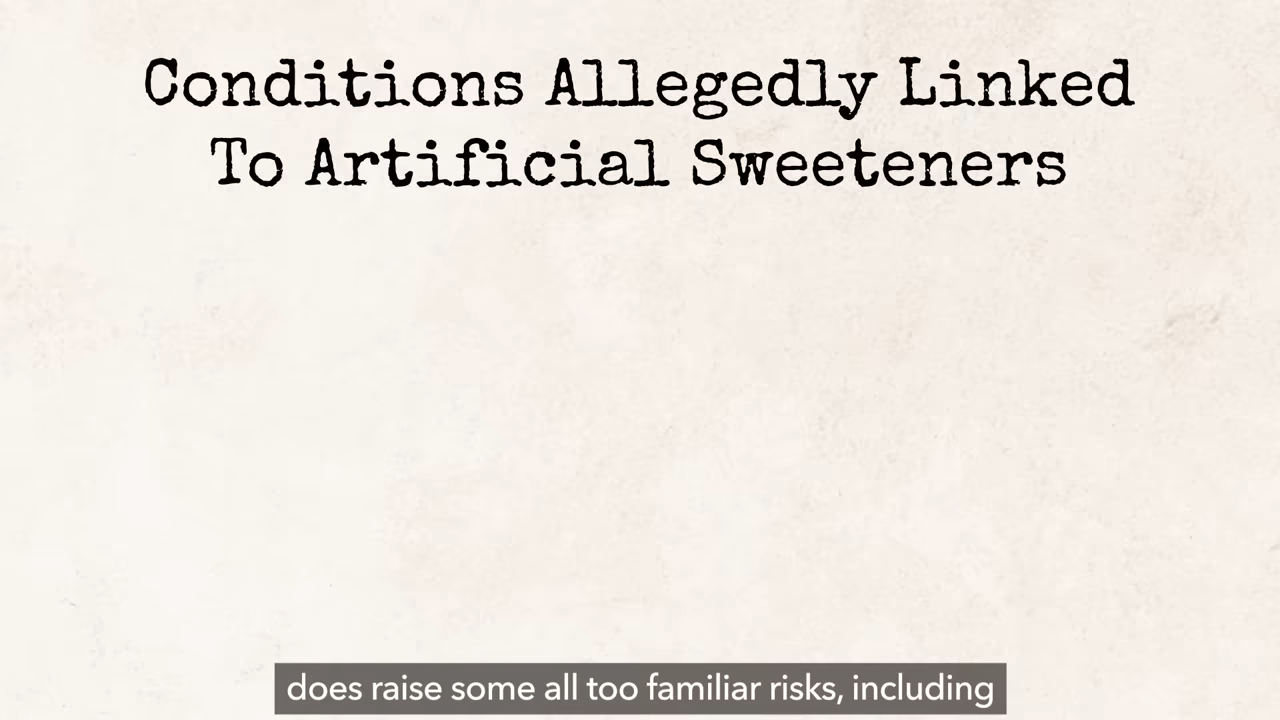 Conditions Allegedly Linked
To Artificial Sweeteners
does raise some all too familiar risks, including